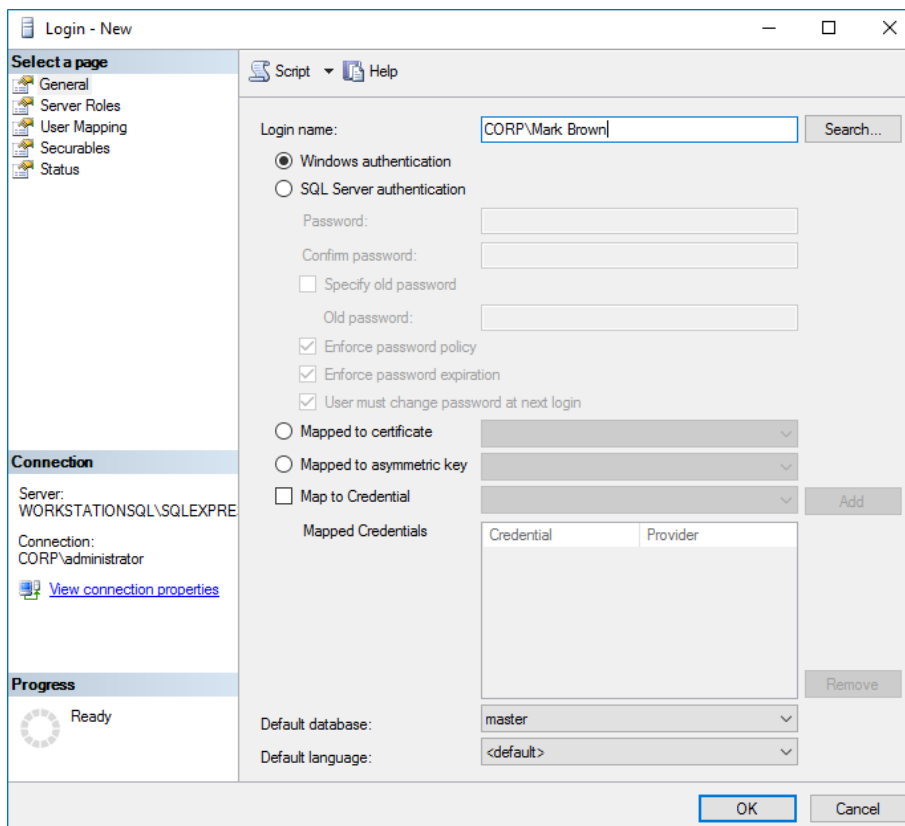 Login - New
Select a page
General
Server Roles
User Mapping
Securables
Status
Script Help
Login name: CORP\Mark Brown Search...
Windows authentication
SQL Server authentication
Password:
Confirm password:
Specify old password
Old password:
Enforce password policy
Enforce password expiration
User must change password at next login
Mapped to certificate
Mapped to asymmetric key
Map to Credential Add
Mapped Credentials Credential Provider
Remove
Default database: master
Default language: <default>
Connection
Server:
WORKSTATIONSQL\SQLEXPRE
Connection:
CORP\administrator
View connection properties
Progress
Ready
OK Cancel